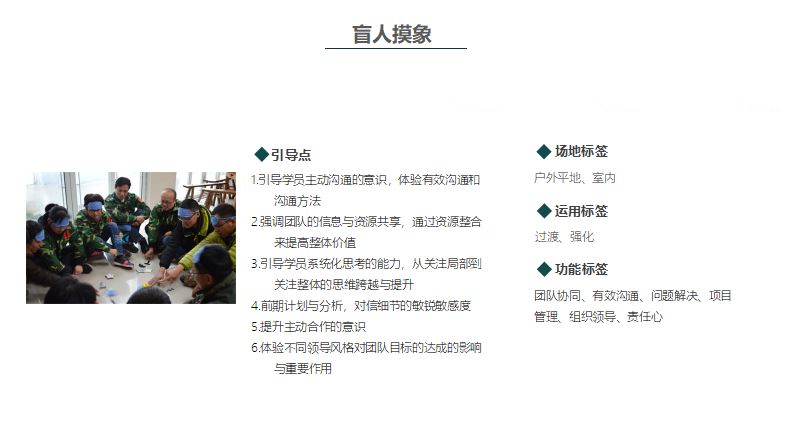 盲人摸象
引导点
1.引导学员主动沟通的意识，体验有效沟通和
沟通方法
2.强调团队的信息与资源共享，通过资源整合
来提高整体价值
3.引导学员系统化思考的能力，从关注局部到
关注整体的思维跨越与提升
4.前期计划与分析，对信细节的敏锐敏感度
5.提升主动合作的意识
6.体验不同领导风格对团队目标的达成的影响
与重要作用
场地标签
户外平地、室内
运用标签
过渡、强化
功能标签
团队协同、有效沟通、问题解决、项目
管理、组织领导、责任心